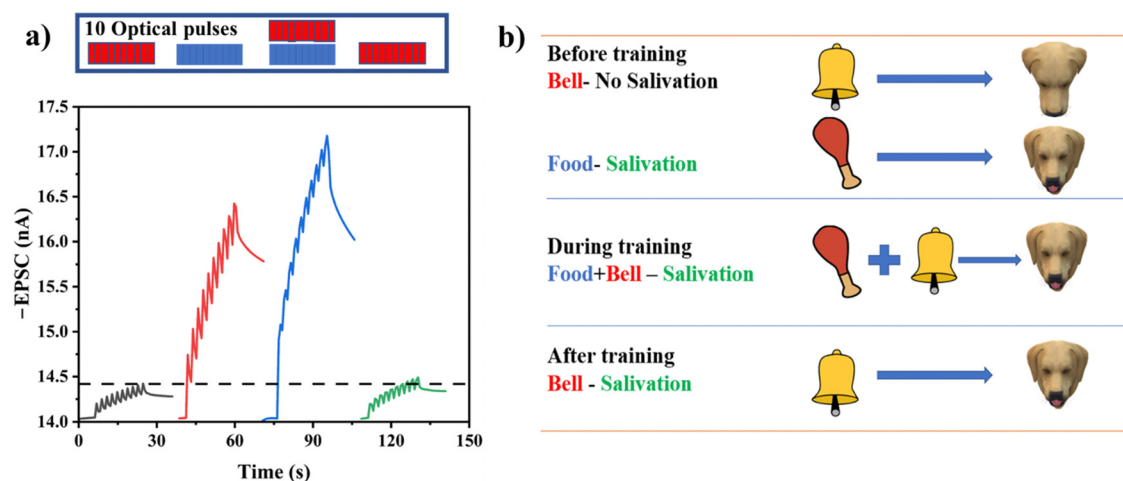 a)
10 Optical pulses
17.5
17.0
16.5
16.0
15.5
15.0
14.5
14.0
−EPSC (nA)
0 30 60 90 120 150
Time (s)
b)
Before training
Bell- No Salivation
Food- Salivation
During training
Food+Bell – Salivation
After training
Bell - Salivation